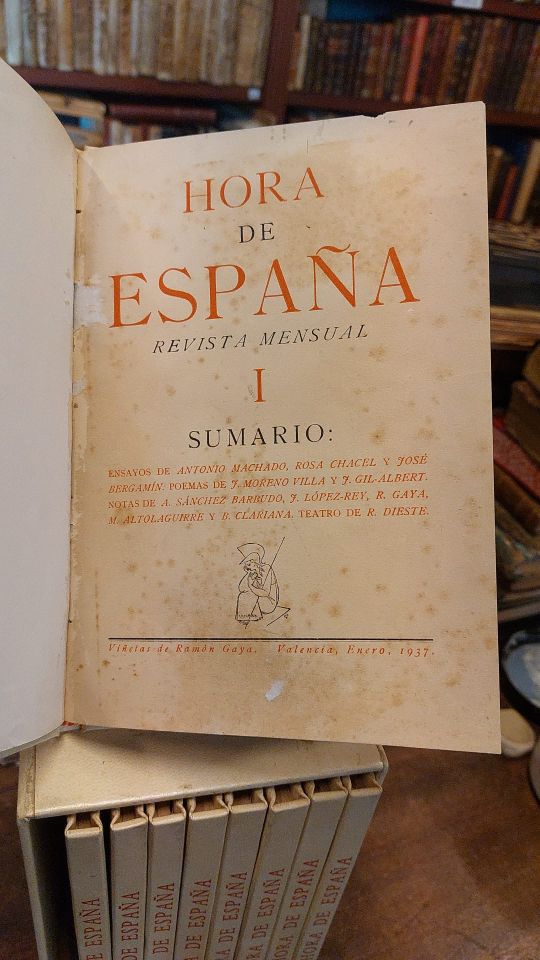 HORA
DE
ESPAÑA
REVISTA MENSUAL
I
SUMARIO:
ENSAYOS DE ANTONIO MACHADO, ROSA CHACEL Y JOSÉ
BERGAMÍN. POEMAS DE J. MORENO VILLA Y J. GIL-ALBERT.
NOTAS DE A. SÁNCHEZ BARBUDO, J. LÓPEZ-REY, R. GAYA,
M. ALTOLAGUIRRE Y B. CLARIANA. TEATRO DE R. DIESTE.
Viñetas de Ramón Gaya. Valencia, Enero, 1937.
DE ESPAÑA
DE ESPAÑA
DE ESPAÑA
DE ESPAÑA
DE ESPAÑA
DE ESPAÑA
HORA DE ESPAÑA
HORA DE ESPAÑA